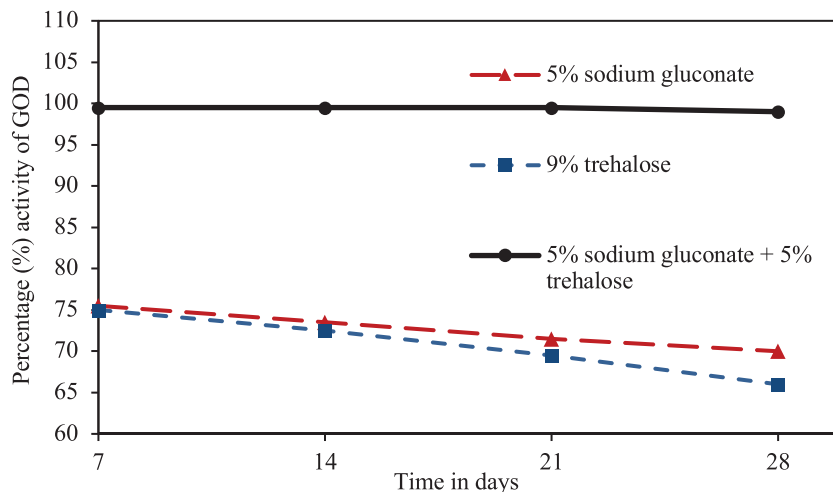 110
105
100
95
90
85
80
75
70
65
60
Percentage (%) activity of GOD
5% sodium gluconate
9% trehalose
5% sodium gluconate + 5%
trehalose
7
14
21
28
Time in days